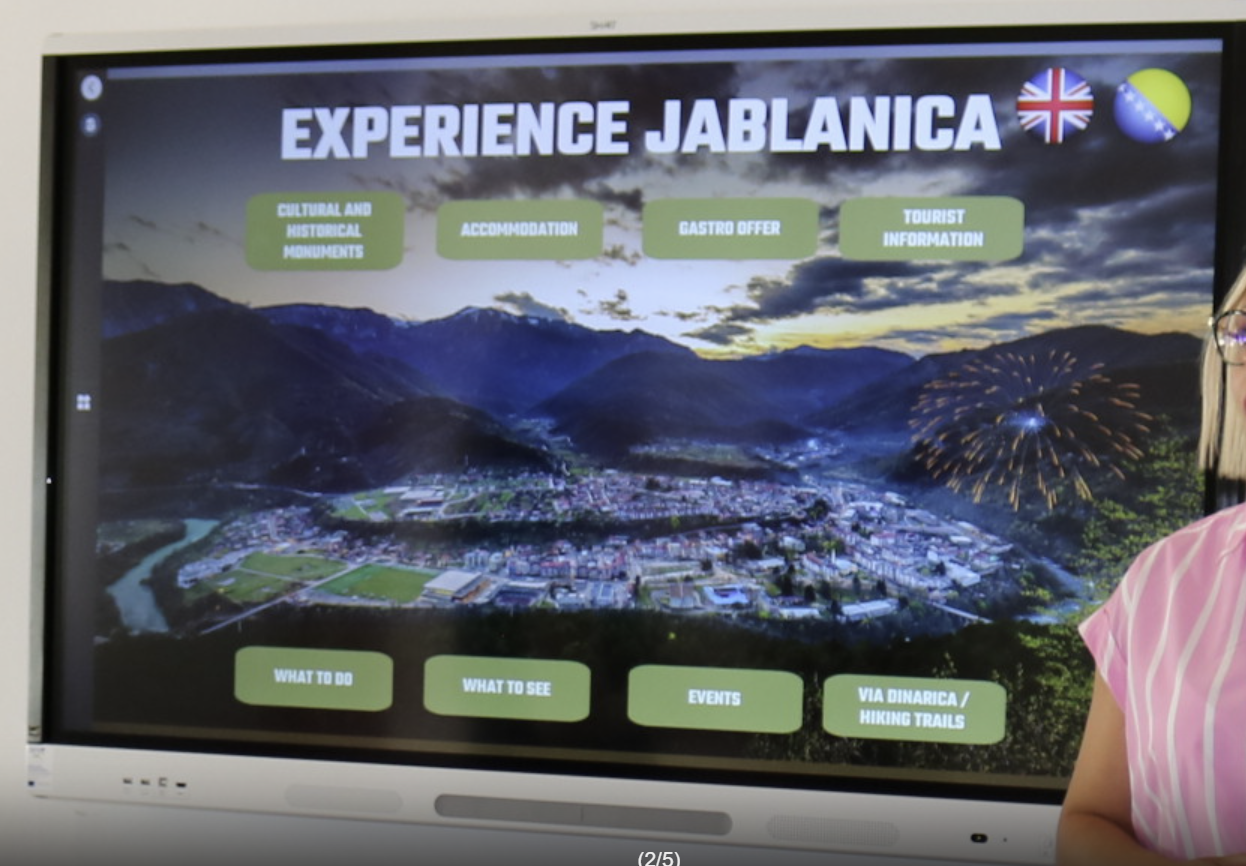 SMART
EXPERIENCE JABLANICA
CULTURAL AND
HISTORICAL
MONUMENTS
ACCOMMODATION
GASTRO OFFER
TOURIST
INFORMATION
WHAT TO DO
WHAT TO SEE
EVENTS
VIA DINARICA /
HIKING TRAILS
(2/5)